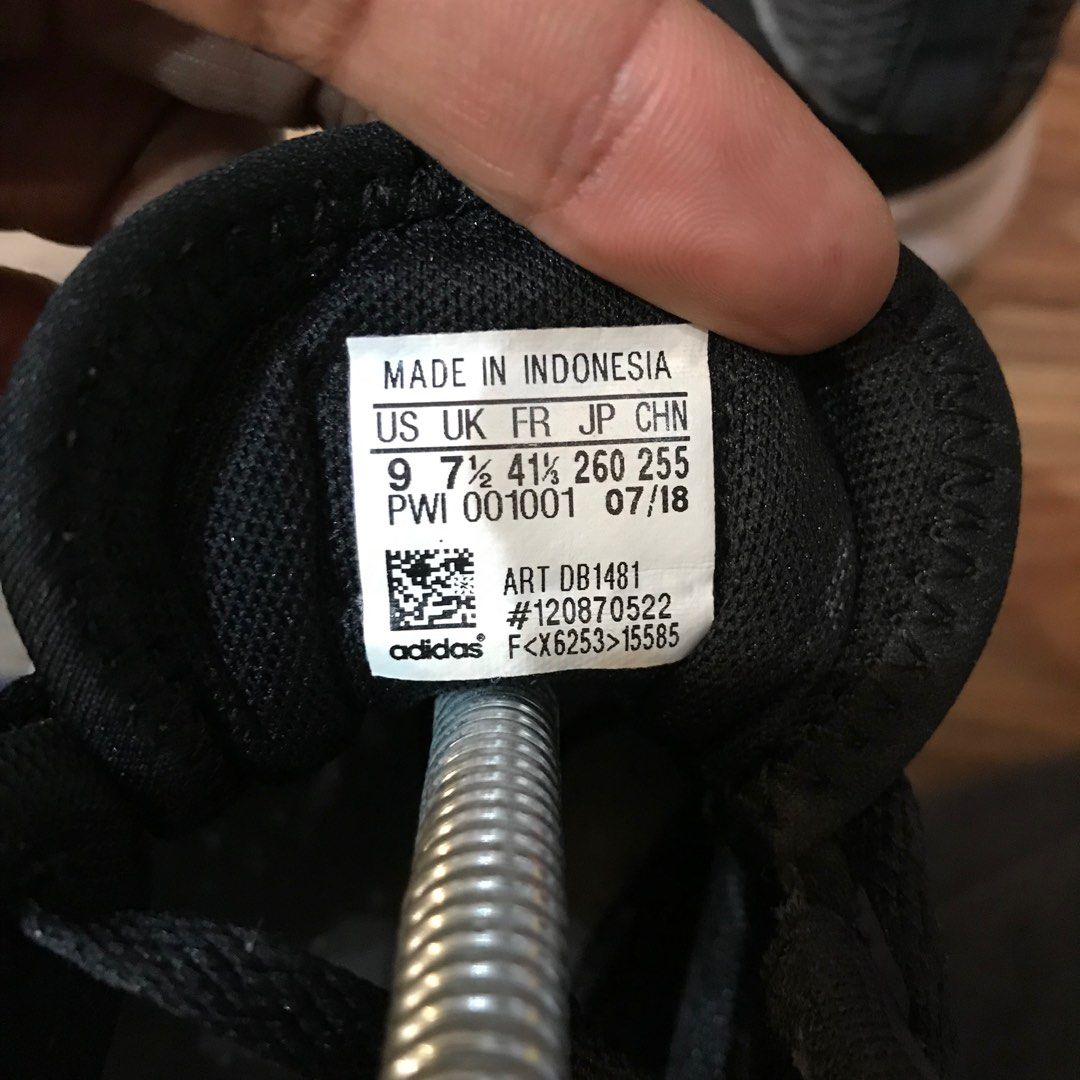 MADE IN INDONESIA
US UK FR JP CHN
9 7½ 41⅓ 260 255
PWI 001001 07/18
ART DB1481
#120870522
adidas® F<X6253>15585